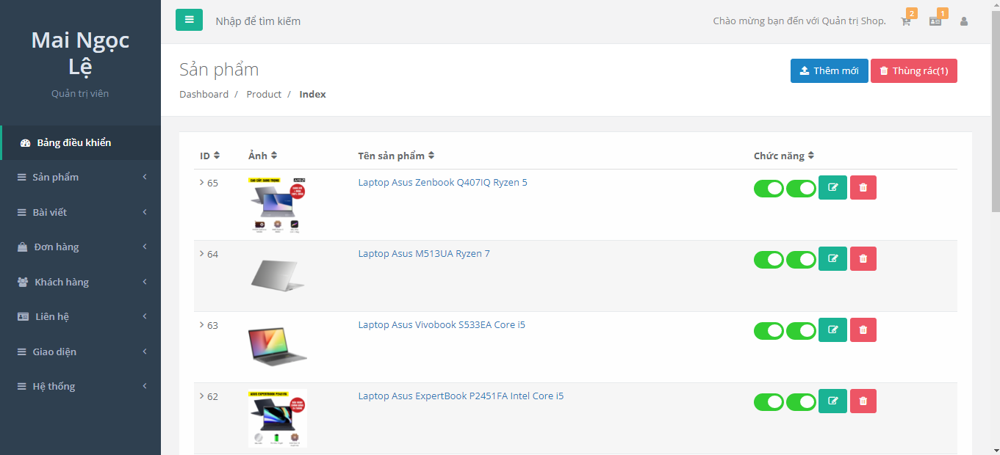 Mai Ngọc
Lệ
Quản trị viên
Bảng điều khiển
Sản phẩm
Bài viết
Đơn hàng
Khách hàng
Liên hệ
Giao diện
Hệ thống
Nhập để tìm kiếm
Chào mừng bạn đến với Quản trị Shop.
2
1
Sản phẩm
Thêm mới
Thùng rác(1)
Dashboard / Product / Index
ID Ảnh Tên sản phẩm Chức năng
65 Laptop Asus Zenbook Q407IQ Ryzen 5
64 Laptop Asus M513UA Ryzen 7
63 Laptop Asus Vivobook S533EA Core i5
62 Laptop Asus ExpertBook P2451FA Intel Core i5